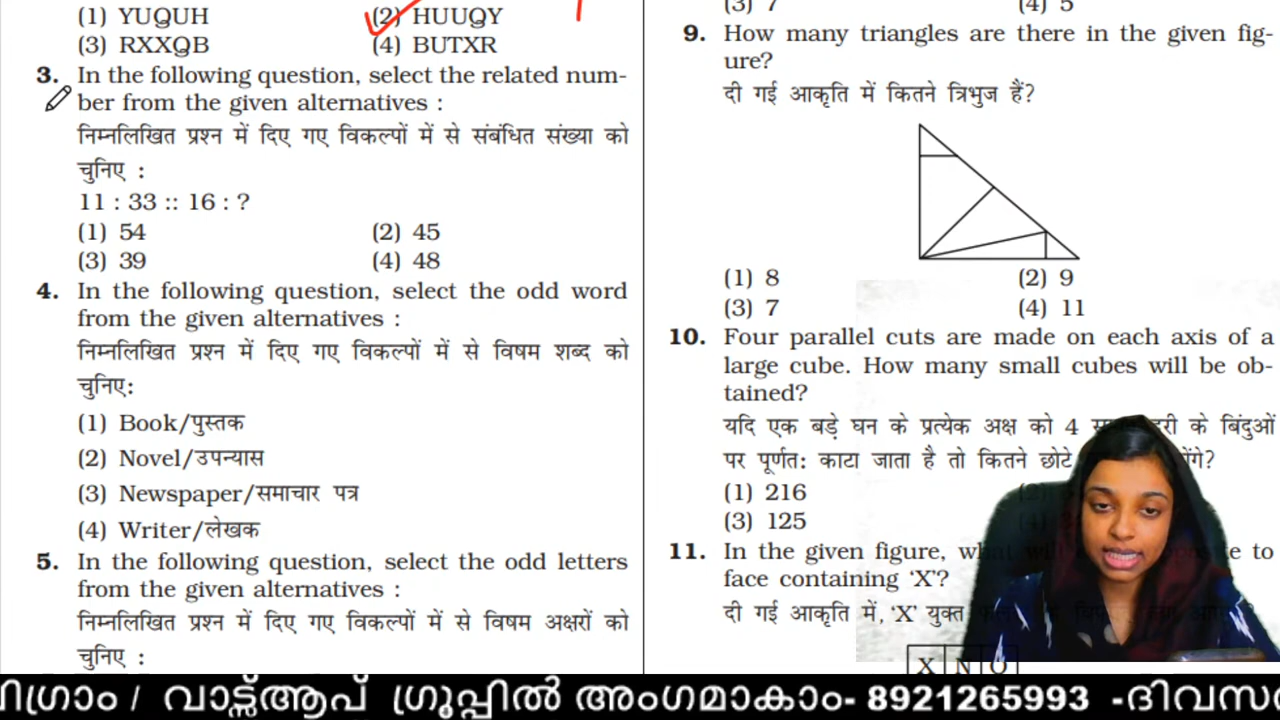 (1) YUQUH (2) HUUQY
(3) RXXQB (4) BUTXR
3. In the following question, select the related num-
ber from the given alternatives :
निम्नलिखित प्रश्न में दिए गए विकल्पों में से संबंधित संख्या को
चुनिए :
11 : 33 :: 16 : ?
(1) 54 (2) 45
(3) 39 (4) 48
4. In the following question, select the odd word
from the given alternatives :
निम्नलिखित प्रश्न में दिए गए विकल्पों में से विषम शब्द को
चुनिए:
(1) Book/पुस्तक
(2) Novel/उपन्यास
(3) Newspaper/समाचार पत्र
(4) Writer/लेखक
5. In the following question, select the odd letters
from the given alternatives :
निम्नलिखित प्रश्न में दिए गए विकल्पों में से विषम अक्षरों को
चुनिए :
(3) 7 (4) 5
9. How many triangles are there in the given fig-
ure?
दी गई आकृति में कितने त्रिभुज हैं?
(1) 8 (2) 9
(3) 7 (4) 11
10. Four parallel cuts are made on each axis of a
large cube. How many small cubes will be ob-
tained?
यदि एक बड़े घन के प्रत्येक अक्ष को 4 के बिंदुओं
पर पूर्णत: काटा जाता है तो कितने छोटे
(1) 216
(3) 125
11. In the given figure, to
face containing ‘X’?
दी गई आकृति में, ‘X’ युक्त
X N O
വാട്ട്സ്ആപ് ഗ്രൂപ്പിൽ അംഗമാകാം- 8921265993